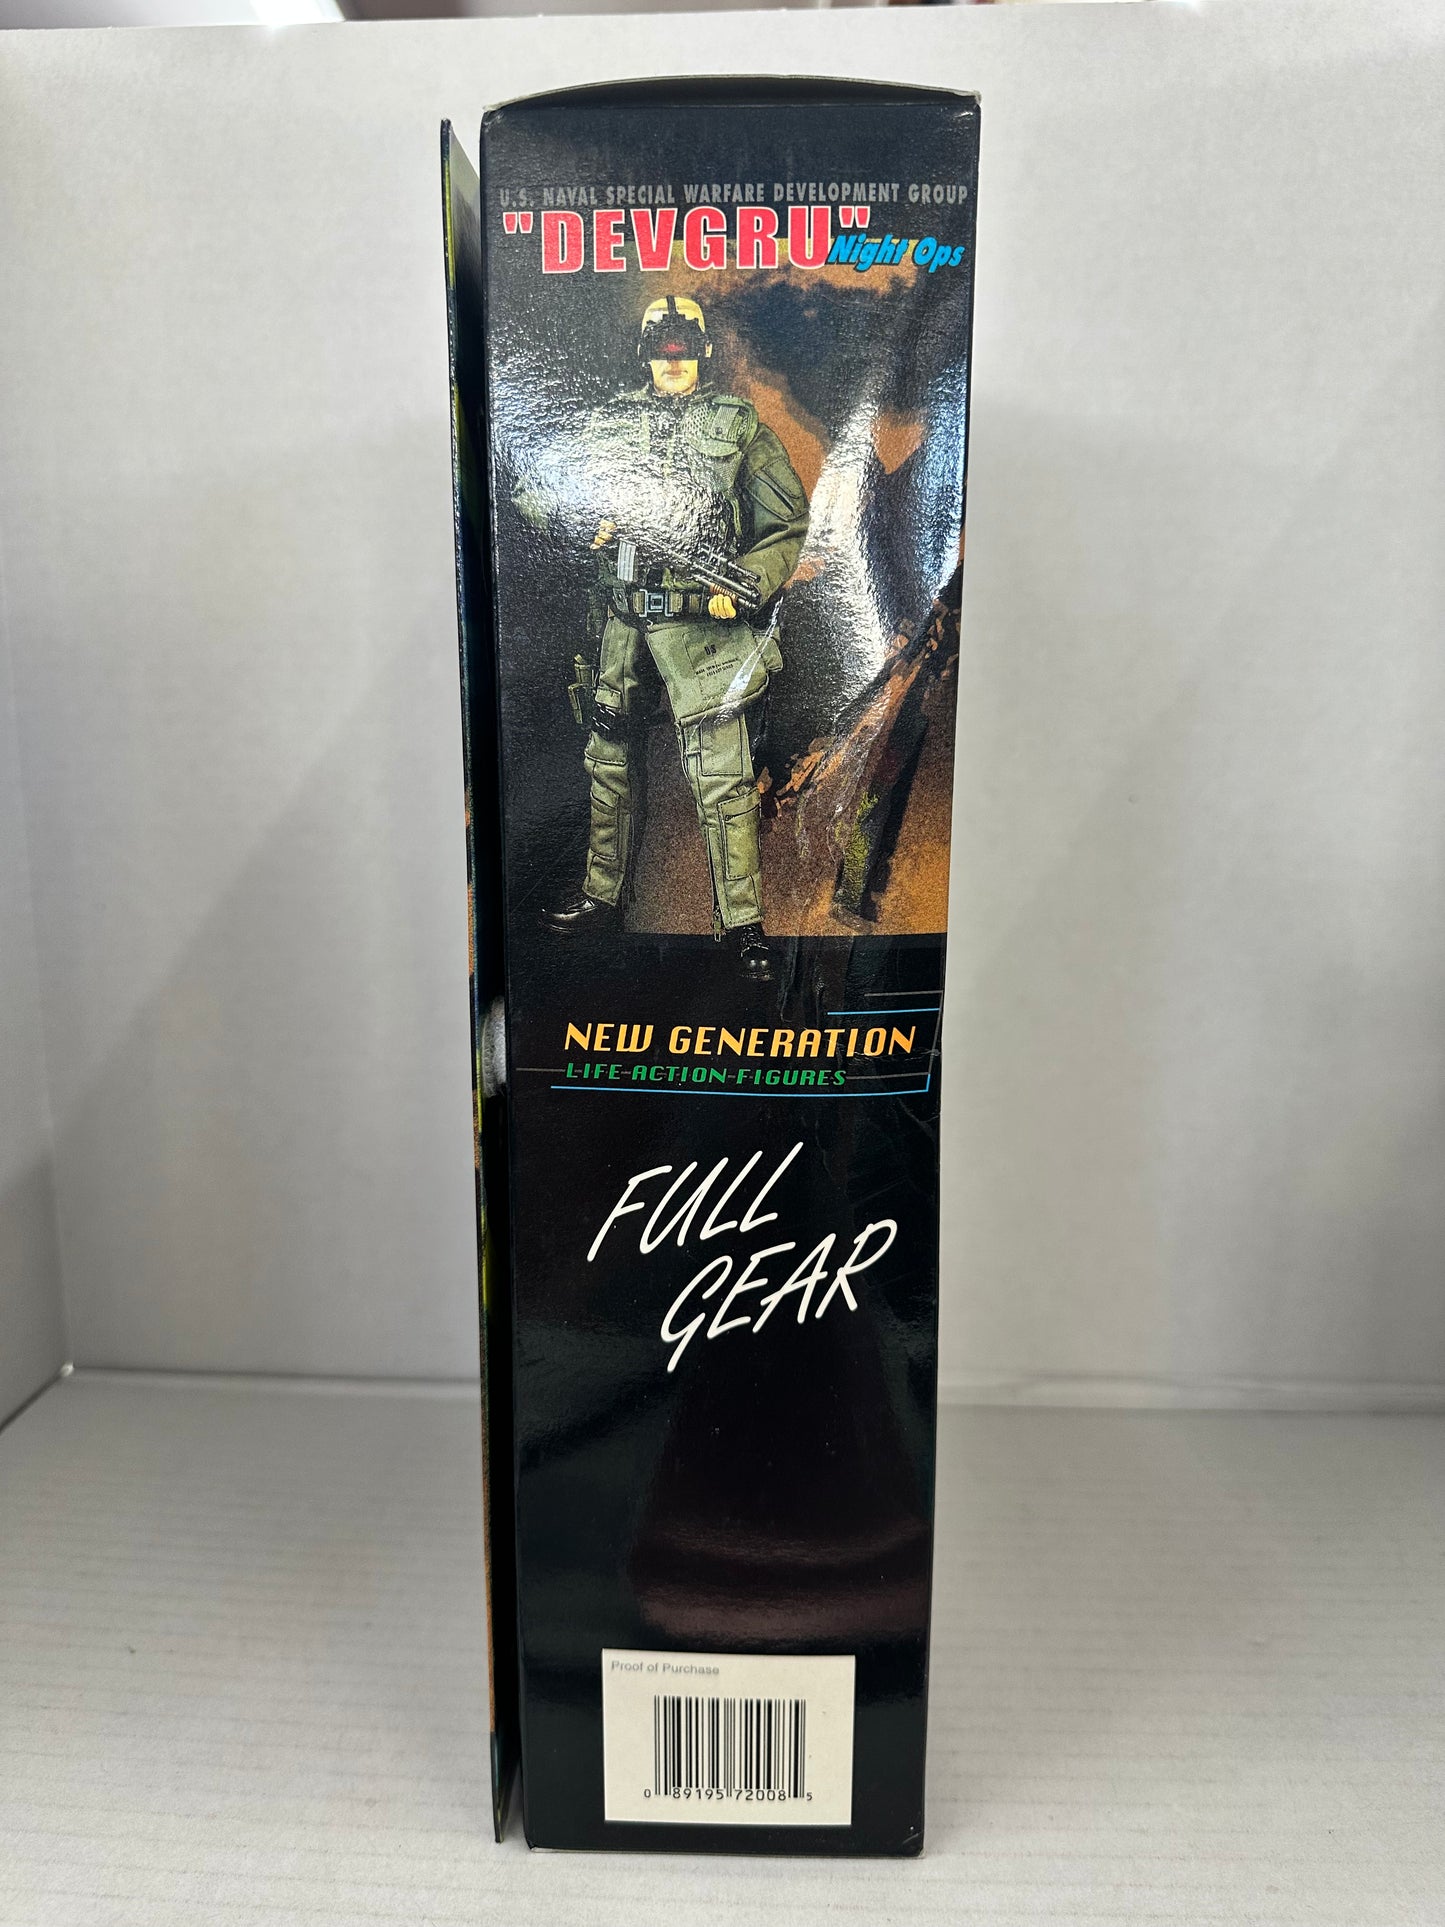 U.S. NAVAL SPECIAL WARFARE DEVELOPMENT GROUP
"DEVGRU" Night Ops
US
NEW GENERATION
LIFE-ACTION-FIGURES
FULL
GEAR
Proof of Purchase
0 89195 72008 5